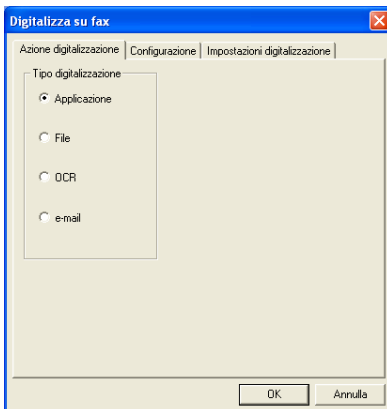 Digitalizza su fax
Azione digitalizzazione Configurazione Impostazioni digitalizzazione
Tipo digitalizzazione
Applicazione
File
OCR
e-mail
OK Annulla